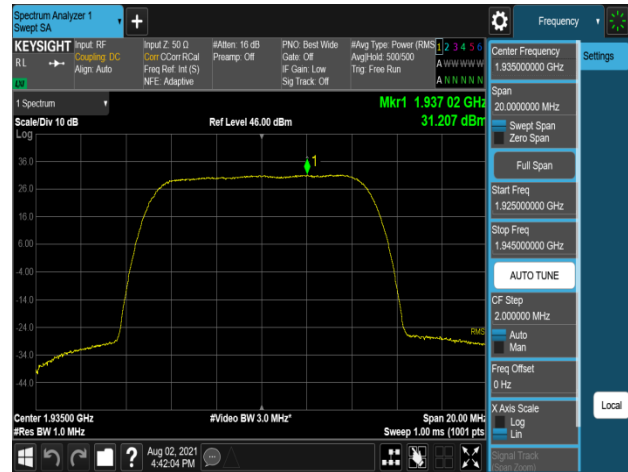 Spectrum Analyzer 1
Swept SA
Frequency
KEYSIGHT
RL
LW
Input: RF
Coupling: DC
Align: Auto
Input Z: 50 Ω
Corr CCorr RCal
Freq Ref: Int (S)
NFE: Adaptive
#Atten: 16 dB
Preamp: Off
PNO: Best Wide
Gate: Off
IF Gain: Low
Sig Track: Off
#Avg Type: Power (RMS
Avg|Hold: 500/500
Trig: Free Run
1 2 3 4 5 6
A W W W W W
A N N N N N
1 Spectrum
Scale/Div 10 dB
Log
Ref Level 46.00 dBm
Mkr1 1.937 02 GHz
31.207 dBm
1
36.0
26.0
16.0
6.00
-4.00
-14.0
-24.0
-34.0
-44.0
RMS
Center 1.93500 GHz
#Res BW 1.0 MHz
#Video BW 3.0 MHz*
Span 20.00 MHz
Sweep 1.00 ms (1001 pts
Aug 02, 2021
4:42:04 PM
Center Frequency
1.935000000 GHz
Span
20.0000000 MHz
Swept Span
Zero Span
Full Span
Start Freq
1.925000000 GHz
Stop Freq
1.945000000 GHz
AUTO TUNE
CF Step
2.000000 MHz
Auto
Man
Freq Offset
0 Hz
X Axis Scale
Log
Lin
Signal Track
(Span Zoom)
Settings
Local